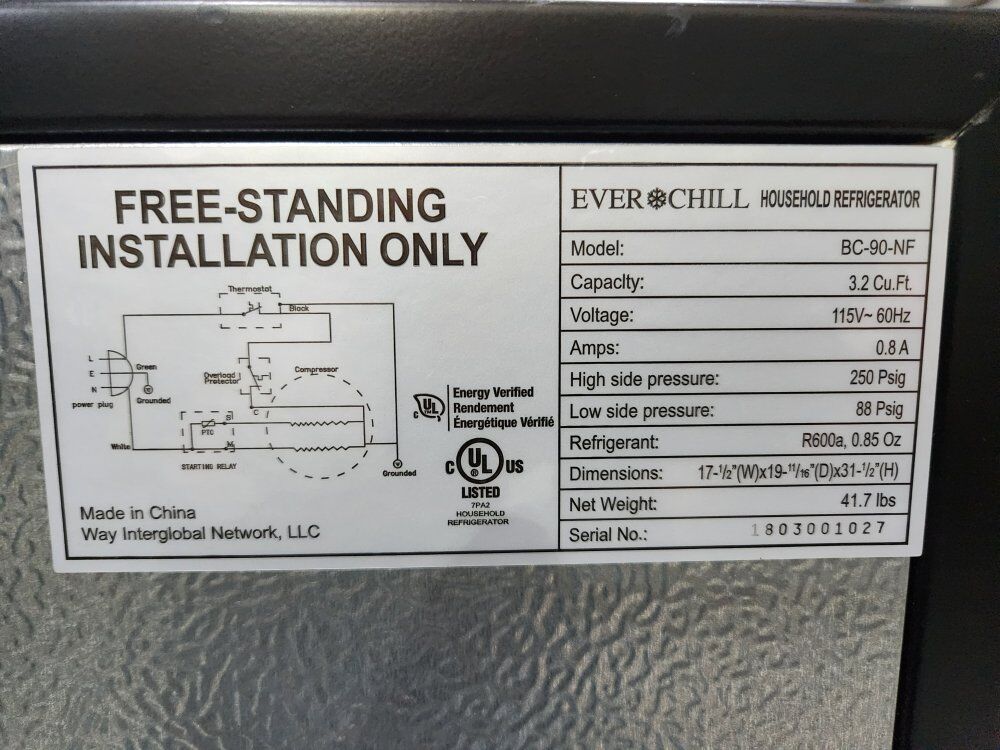 FREE-STANDING
INSTALLATION ONLY
Thermostat
Black
L
E
N
Green
Grounded
power plug
Overload
Protector
Compressor
C
S
PTC
M
White
STARTING RELAY
Grounded
Made in China
Way Interglobal Network, LLC
UL
Energy Verified
Rendement
Énergétique Vérifié
C UL US
®
LISTED
7PA2
HOUSEHOLD
REFRIGERATOR
EVER❄CHILL HOUSEHOLD REFRIGERATOR
Model: BC-90-NF
Capacity: 3.2 Cu.Ft.
Voltage: 115V~ 60Hz
Amps: 0.8 A
High side pressure: 250 Psig
Low side pressure: 88 Psig
Refrigerant: R600a, 0.85 Oz
Dimensions: 17-1/2"(W)x19-11/16"(D)x31-1/2"(H)
Net Weight: 41.7 lbs
Serial No.: 1803001027